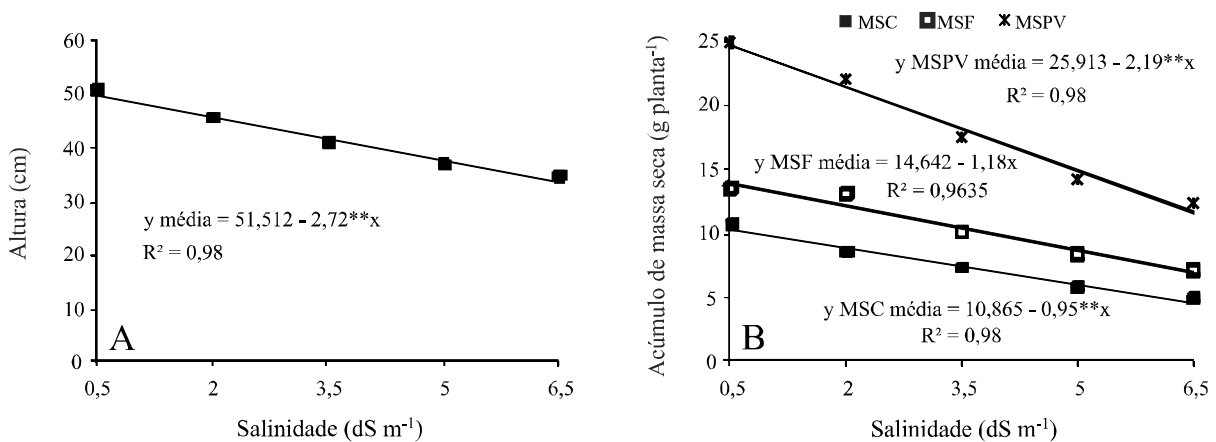 60
50
40
30
20
10
0
Altura (cm)
y média = 51,512 - 2,72**x
R² = 0,98
A
0,5 2 3,5 5 6,5
Salinidade (dS m⁻¹)
MSC MSF MSPV
25
20
15
10
5
0
Acúmulo de massa seca (g planta⁻¹)
y MSPV média = 25,913 - 2,19**x
R² = 0,98
y MSF média = 14,642 - 1,18x
R² = 0,9635
y MSC média = 10,865 - 0,95**x
R² = 0,98
B
0,5 2 3,5 5 6,5
Salinidade (dS m⁻¹)